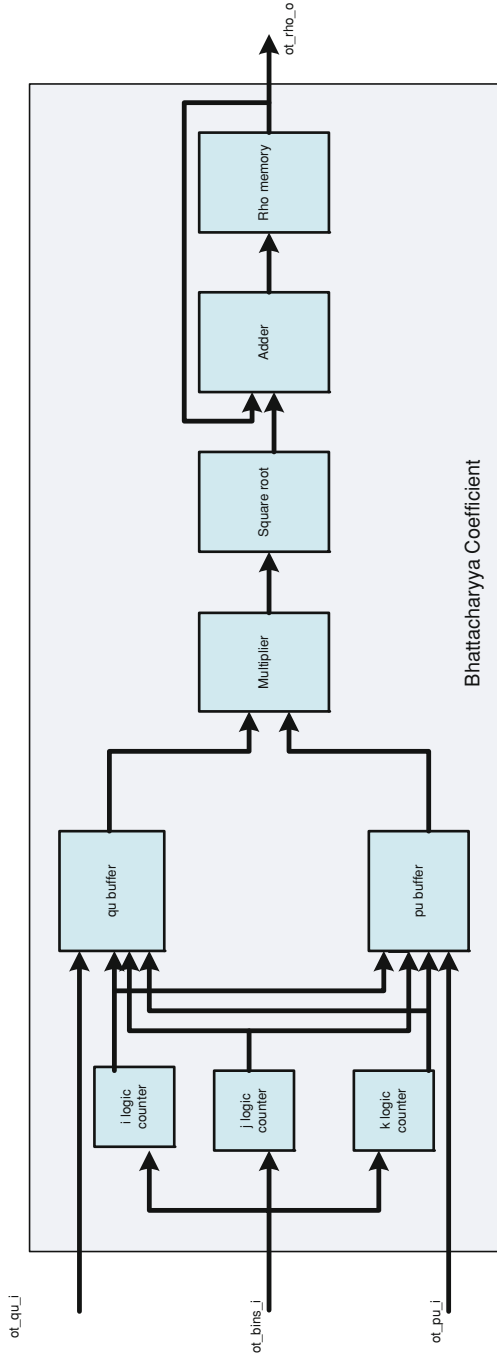 ot_qu_i
ot_bins_i
ot_pu_i
i logic
counter
j logic
counter
k logic
counter
qu buffer
pu buffer
Multiplier
Square root
Adder
Rho memory
ot_rho_o
Bhattacharyya Coefficient